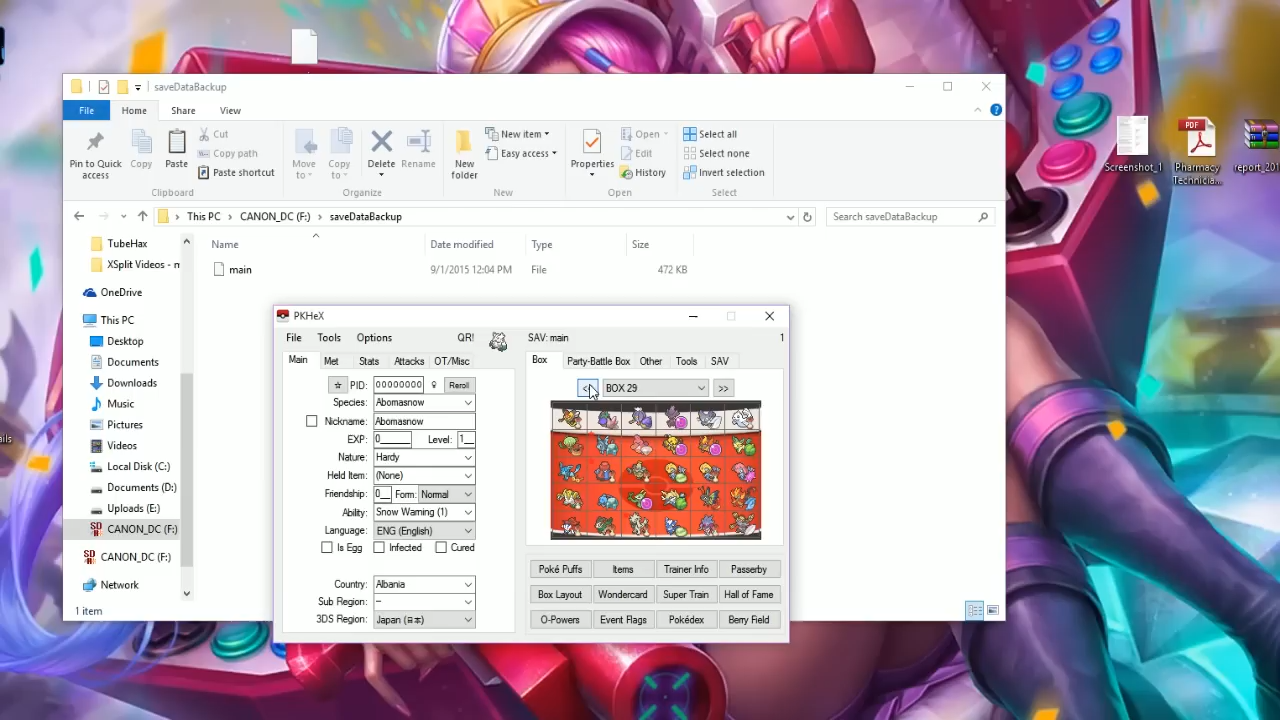 saveDataBackup
File Home Share View
Pin to Quick access
Copy
Paste
Cut
Copy path
Paste shortcut
Clipboard
Move to
Copy to
Delete
Rename
Organize
New folder
New item
Easy access
New
Properties
Open
Edit
History
Open
Select all
Select none
Invert selection
Select
This PC > CANON_DC (F:) > saveDataBackup
Search saveDataBackup
Name Date modified Type Size
main 9/1/2015 12:04 PM File 472 KB
TubeHax
XSplit Videos - m
OneDrive
This PC
Desktop
Documents
Downloads
Music
Pictures
Videos
Local Disk (C:)
Documents (D:)
Uploads (E:)
CANON_DC (F:)
CANON_DC (F:)
Network
1 item
PKHeX
File Tools Options QR! SAV: main 1
Main Met Stats Attacks OT/Misc
PID: 00000000 Reroll
Species: Abomasnow
Nickname: Abomasnow
EXP: 0 Level: 1
Nature: Hardy
Held Item: (None)
Friendship: 0 Form: Normal
Ability: Snow Warning (1)
Language: ENG (English)
Is Egg Infected Cured
Country: Albania
Sub Region: –
3DS Region: Japan (日本)
Box Party-Battle Box Other Tools SAV
<< BOX 29 >>
Poké Puffs Items Trainer Info Passerby
Box Layout Wondercard Super Train Hall of Fame
O-Powers Event Flags Pokédex Berry Field
Screenshot_1
PDF
Pharmacy Technicia...
report_201
ails